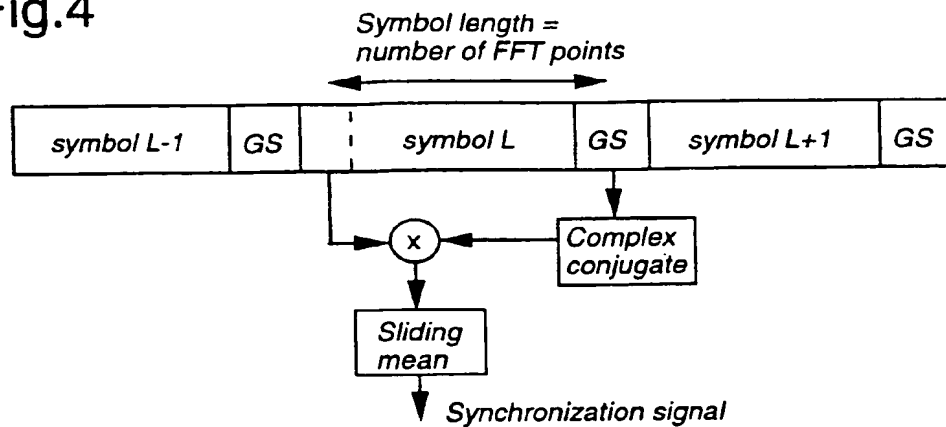 Fig.4
Symbol length =
number of FFT points
symbol L-1 GS symbol L GS symbol L+1 GS
x
Complex
conjugate
Sliding
mean
Synchronization signal